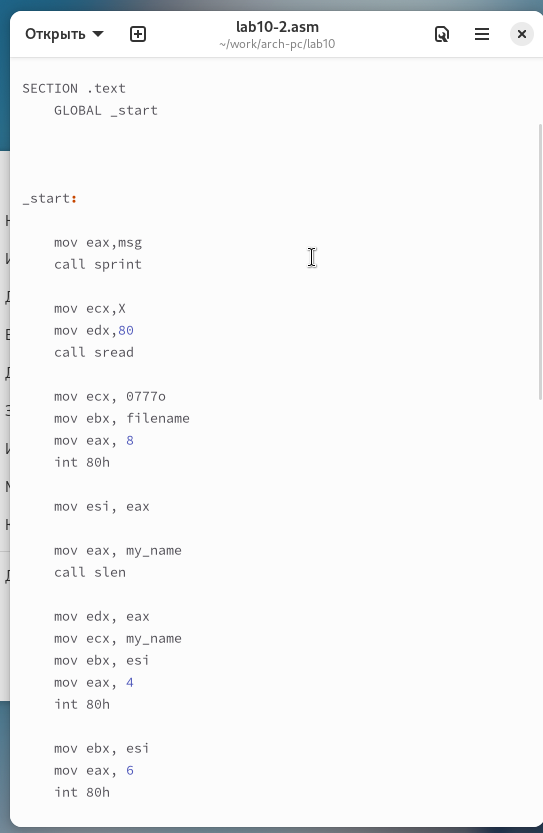 Открыть
lab10-2.asm
~/work/arch-pc/lab10
SECTION .text
GLOBAL _start
_start:
mov eax,msg
call sprint
mov ecx,X
mov edx,80
call sread
mov ecx, 0777o
mov ebx, filename
mov eax, 8
int 80h
mov esi, eax
mov eax, my_name
call slen
mov edx, eax
mov ecx, my_name
mov ebx, esi
mov eax, 4
int 80h
mov ebx, esi
mov eax, 6
int 80h